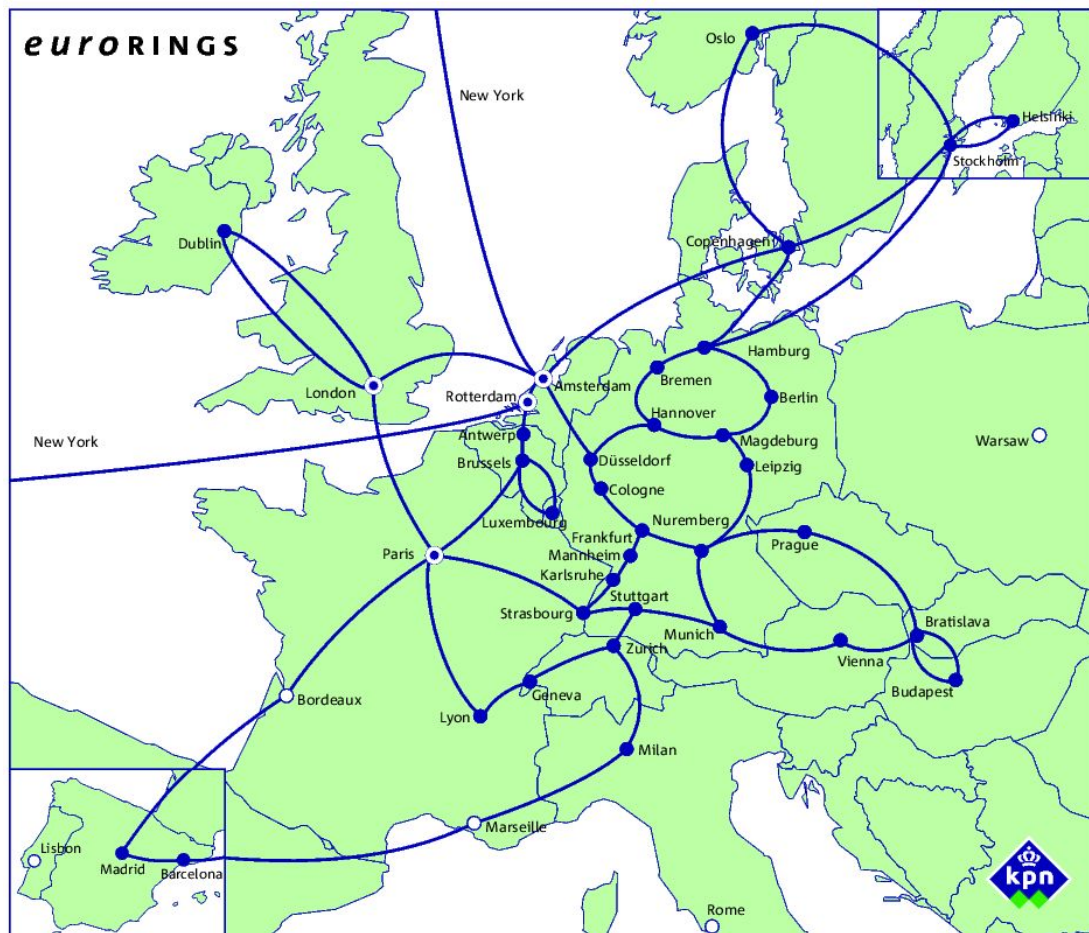 euroRINGS
Oslo
New York
Helsinki
Stockholm
Dublin
Copenhagen
Hamburg
Amsterdam
Bremen
London
Rotterdam
Berlin
Hannover
New York
Antwerp
Magdeburg
Warsaw
Brussels
Düsseldorf
Leipzig
Cologne
Luxembourg
Nuremberg
Frankfurt
Prague
Paris
Mannheim
Karlsruhe
Stuttgart
Strasbourg
Bratislava
Munich
Zurich
Vienna
Geneva
Budapest
Bordeaux
Lyon
Milan
Marseille
Lisbon
Madrid
Barcelona
kpn
Rome